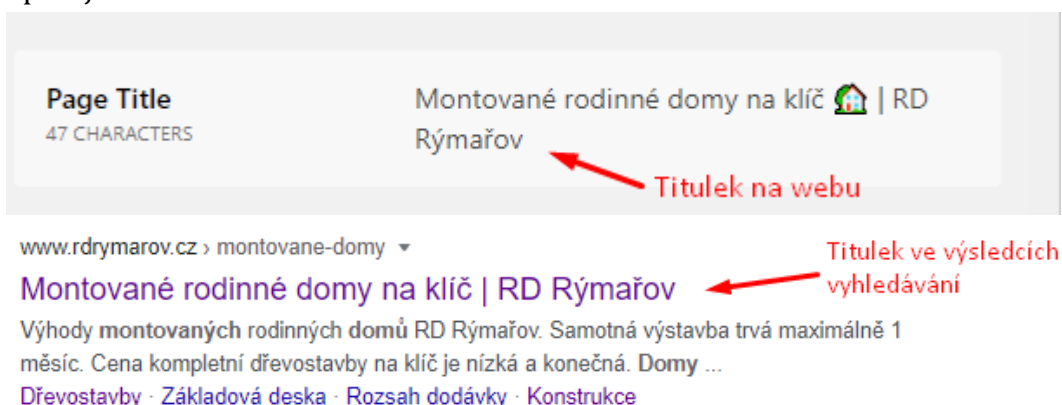 Page Title
47 CHARACTERS
Montované rodinné domy na klíč 🏡 | RD
Rýmařov
Titulek na webu
www.rdrymarov.cz › montovane-domy
Titulek ve výsledcích
vyhledávání
Montované rodinné domy na klíč | RD Rýmařov
Výhody montovaných rodinných domů RD Rýmařov. Samotná výstavba trvá maximálně 1
měsíc. Cena kompletní dřevostavby na klíč je nízká a konečná. Domy ...
Dřevostavby · Základová deska · Rozsah dodávky · Konstrukce